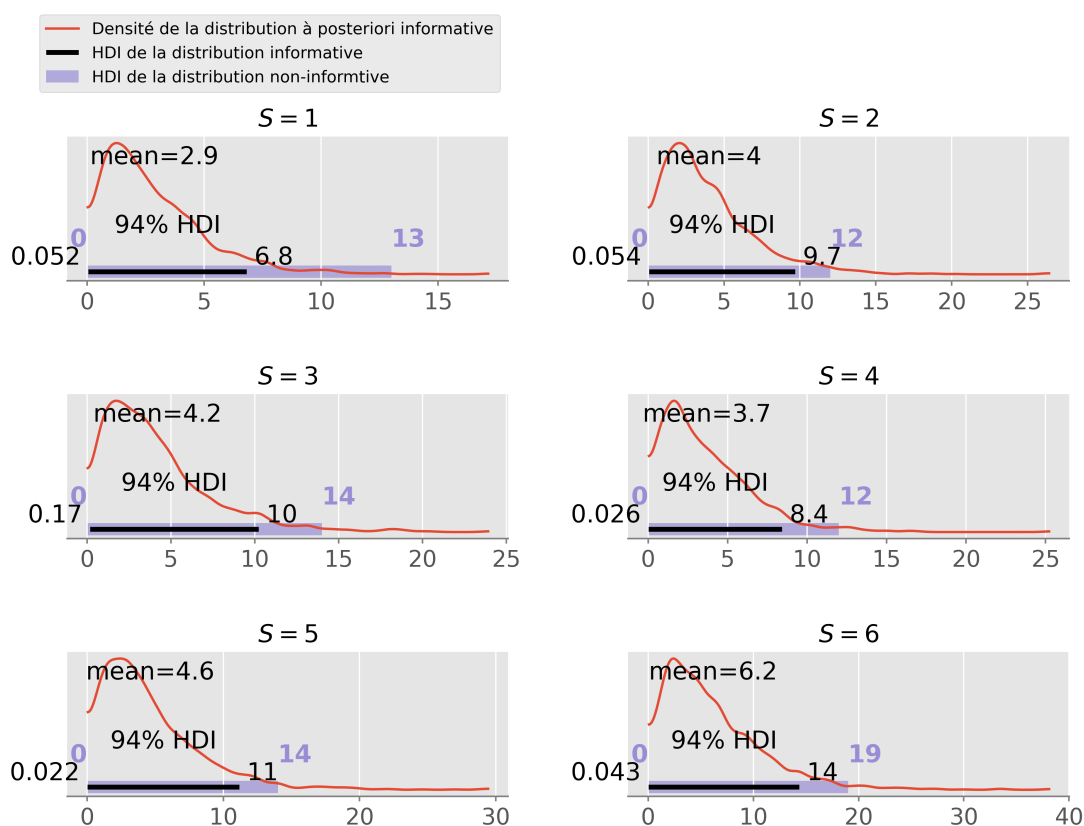 Densité de la distribution à posteriori informative
HDI de la distribution informative
HDI de la distribution non-informtive
S = 1
mean=2.9
94% HDI
0 13
0.052 6.8
0 5 10 15
S = 2
mean=4
94% HDI
0 12
0.054 9.7
0 5 10 15 20 25
S = 3
mean=4.2
94% HDI
0 14
0.17 10
0 5 10 15 20 25
S = 4
mean=3.7
94% HDI
0 12
0.026 8.4
0 5 10 15 20 25
S = 5
mean=4.6
94% HDI
0 14
0.022 11
0 10 20 30
S = 6
mean=6.2
94% HDI
0 19
0.043 14
0 10 20 30 40